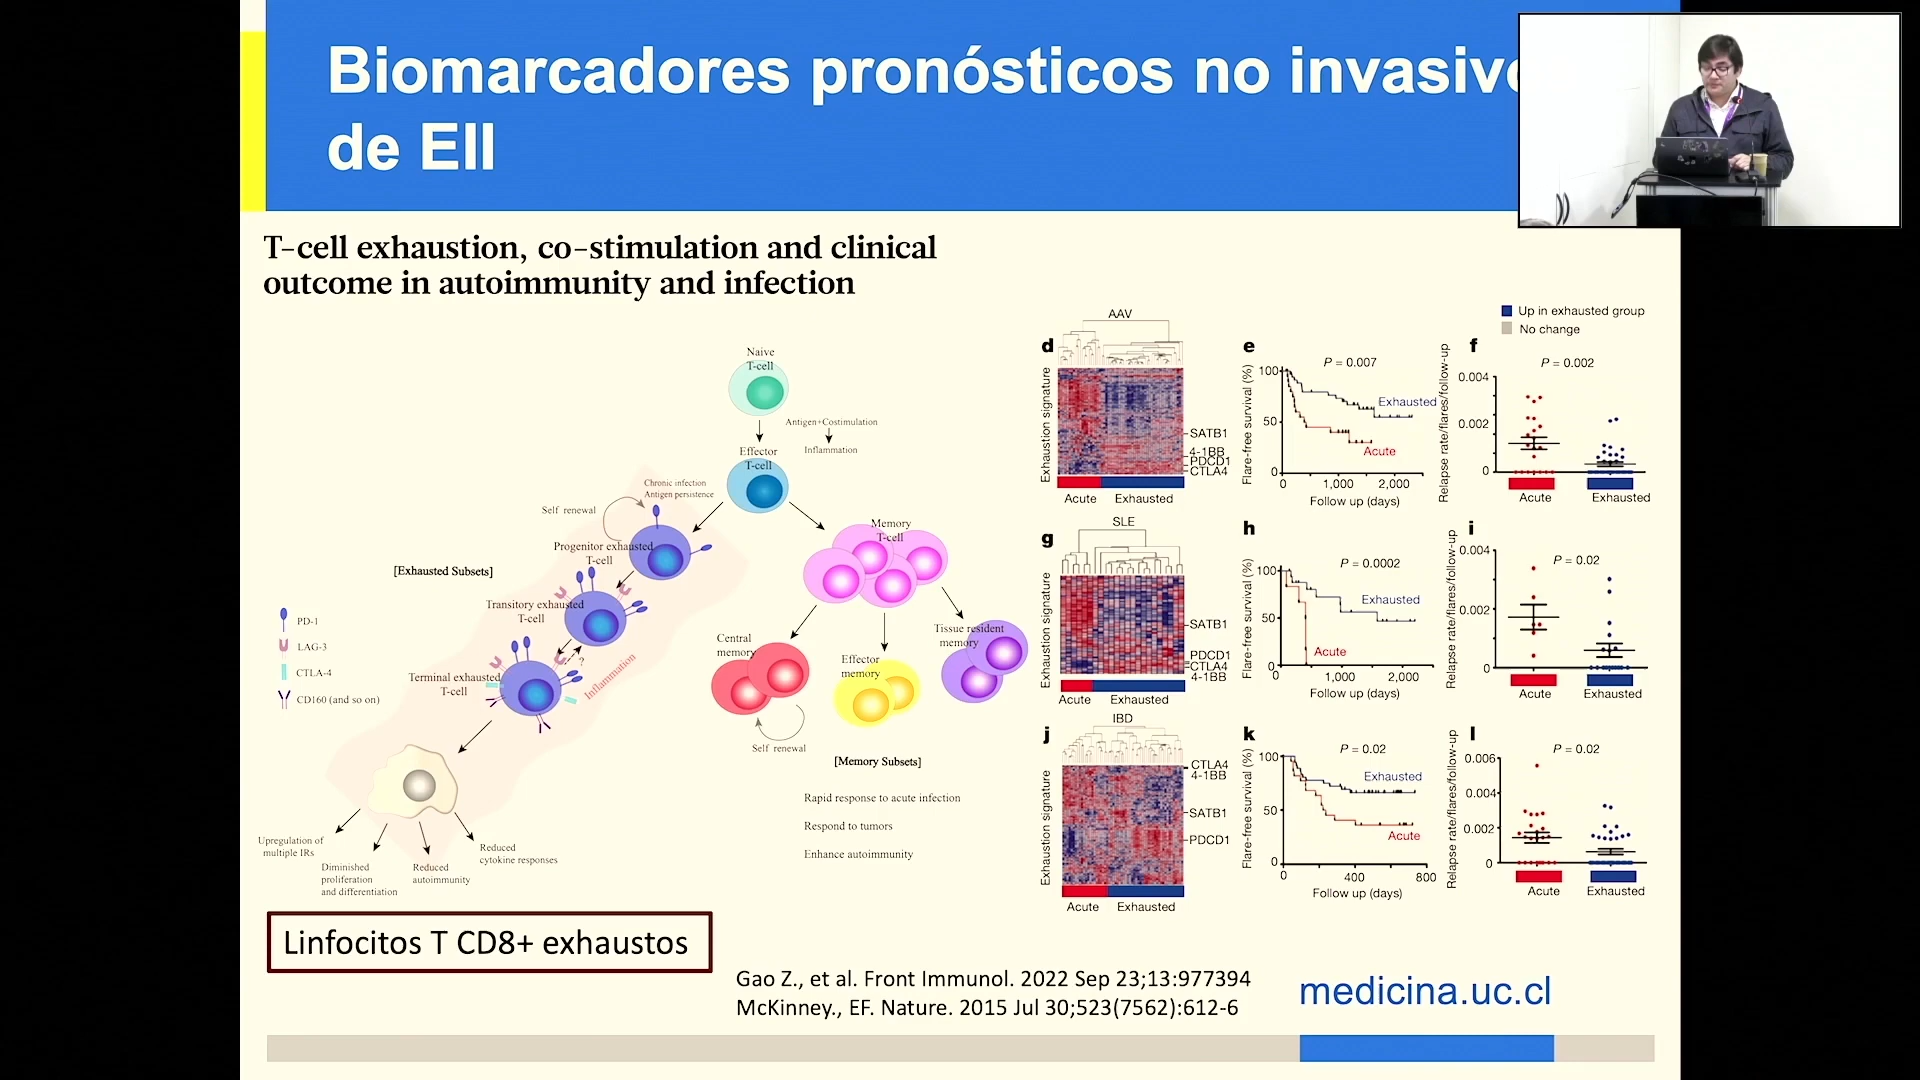 Biomarcadores pronósticos no invasiv
de EII
T-cell exhaustion, co-stimulation and clinical
outcome in autoimmunity and infection
Naive
T-cell
Antigen+Costimulation
Inflammation
Effector
T-cell
Chronic infection
Antigen persistence
Self renewal
Progenitor exhausted
T-cell
Memory
T-cell
[Exhausted Subsets]
Transitory exhausted
T-cell
PD-1
LAG-3
CTLA-4
CD160 (and so on)
?
Inflammation
Terminal exhausted
T-cell
Central
memory
Effector
memory
Tissue resident
memory
Self renewal
[Memory Subsets]
Rapid response to acute infection
Respond to tumors
Enhance autoimmunity
Upregulation of
multiple IRs
Diminished
proliferation
and differentiation
Reduced
autoimmunity
Reduced
cytokine responses
Up in exhausted group
No change
d
AAV
Exhaustion signature
SATB1
4-1BB
PDCD1
CTLA4
Acute
Exhausted
e
P = 0.007
Flare-free survival (%)
100
50
0
Exhausted
Acute
0
1,000
2,000
Follow up (days)
f
P = 0.002
Relapse rate/flares/follow-up
0.004
0.002
0
Acute
Exhausted
g
SLE
Exhaustion signature
SATB1
PDCD1
CTLA4
4-1BB
Acute
Exhausted
h
P = 0.0002
Flare-free survival (%)
100
50
0
Exhausted
Acute
0
1,000
2,000
Follow up (days)
i
P = 0.02
Relapse rate/flares/follow-up
0.004
0.002
0
Acute
Exhausted
j
IBD
Exhaustion signature
CTLA4
4-1BB
SATB1
PDCD1
Acute
Exhausted
k
P = 0.02
Flare-free survival (%)
100
50
0
Exhausted
Acute
0
400
800
Follow up (days)
l
P = 0.02
Relapse rate/flares/follow-up
0.006
0.004
0.002
0
Acute
Exhausted
Linfocitos T CD8+ exhaustos
Gao Z., et al. Front Immunol. 2022 Sep 23;13:977394
McKinney., EF. Nature. 2015 Jul 30;523(7562):612-6
medicina.uc.cl